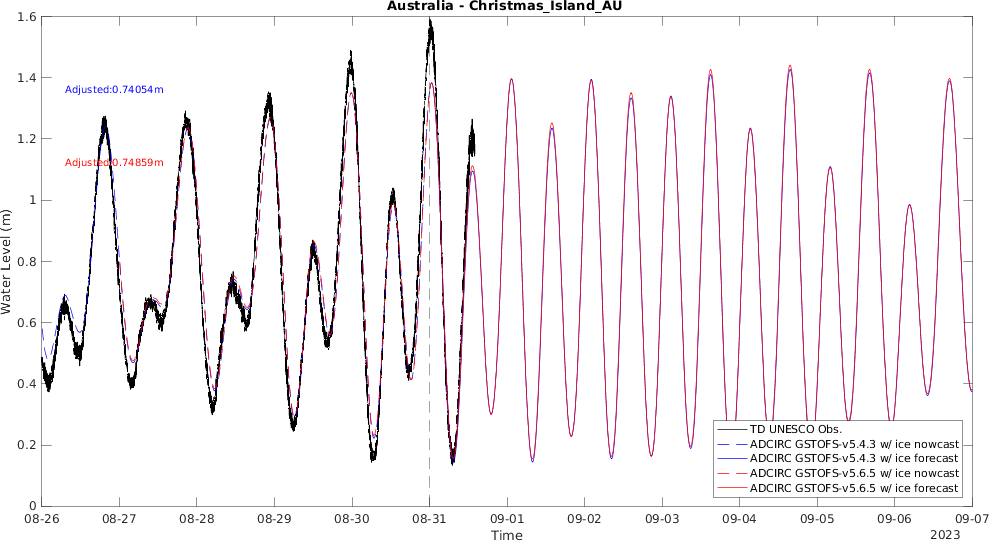 Australia - Christmas_Island_AU
1.6
1.4
1.2
1
0.8
0.6
0.4
0.2
0
Water Level (m)
Adjusted:0.74054m
Adjusted:0.74859m
TD UNESCO Obs.
ADCIRC GSTOFS-v5.4.3 w/ ice nowcast
ADCIRC GSTOFS-v5.4.3 w/ ice forecast
ADCIRC GSTOFS-v5.6.5 w/ ice nowcast
ADCIRC GSTOFS-v5.6.5 w/ ice forecast
08-26 08-27 08-28 08-29 08-30 08-31 09-01 09-02 09-03 09-04 09-05 09-06 09-07
Time
2023